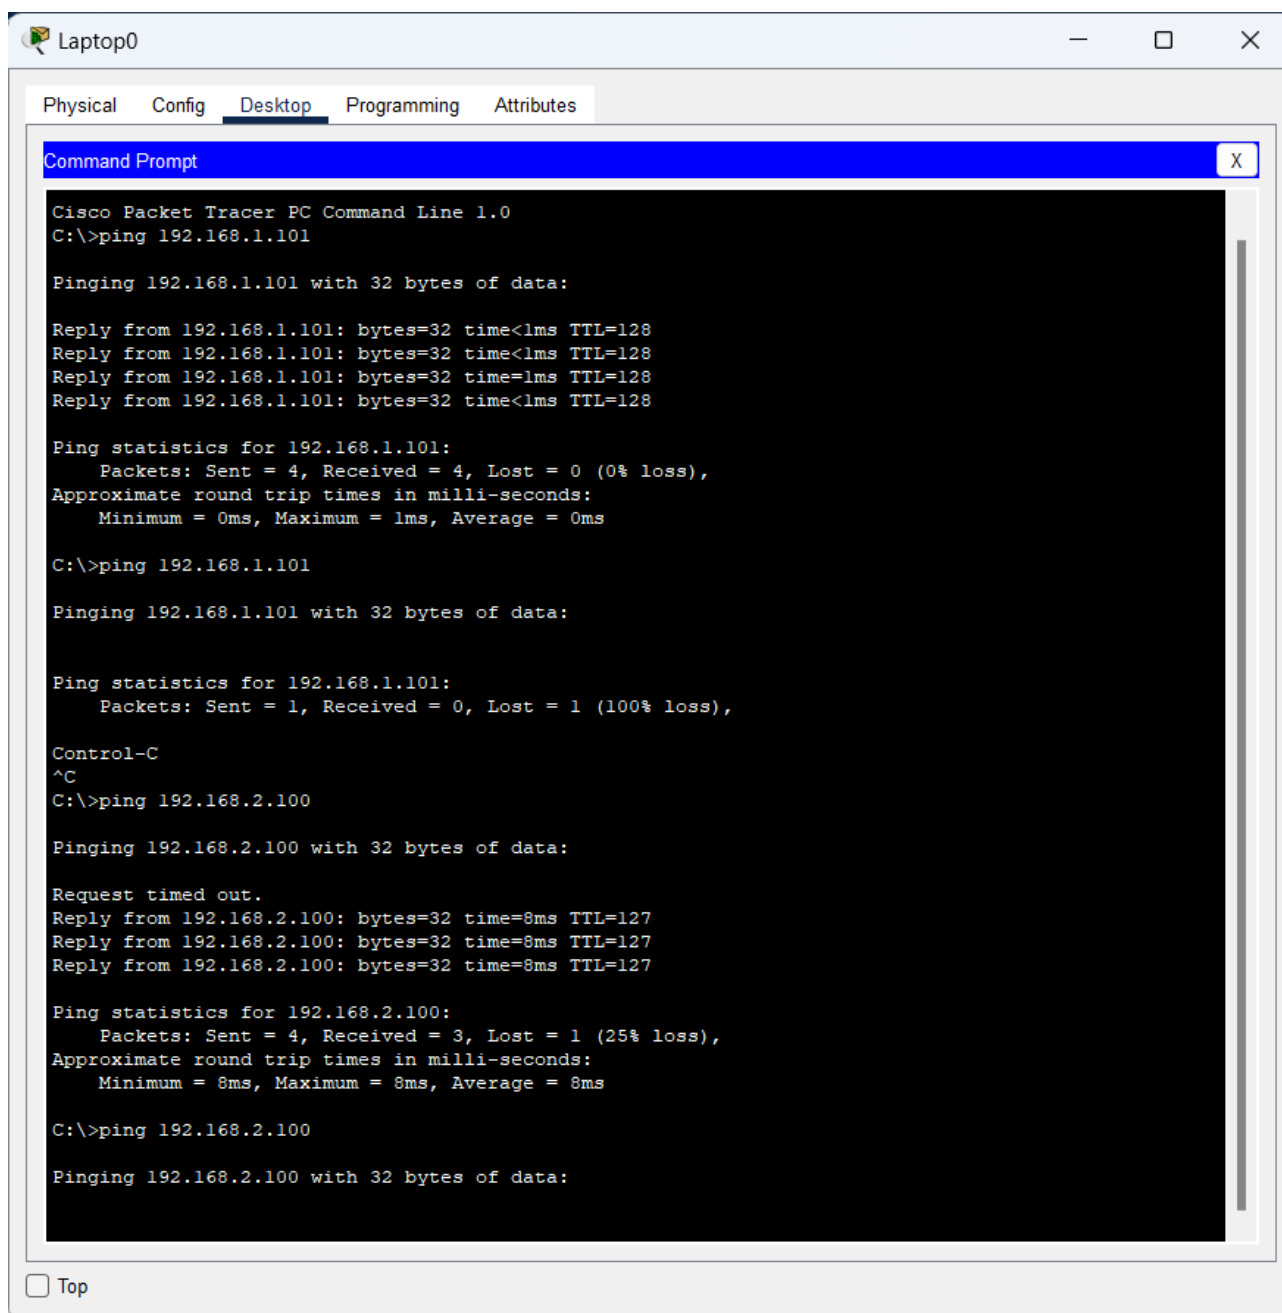 Laptop0
Physical Config Desktop Programming Attributes
Command Prompt X
Cisco Packet Tracer PC Command Line 1.0
C:\>ping 192.168.1.101
Pinging 192.168.1.101 with 32 bytes of data:
Reply from 192.168.1.101: bytes=32 time<1ms TTL=128
Reply from 192.168.1.101: bytes=32 time<1ms TTL=128
Reply from 192.168.1.101: bytes=32 time=1ms TTL=128
Reply from 192.168.1.101: bytes=32 time<1ms TTL=128
Ping statistics for 192.168.1.101:
    Packets: Sent = 4, Received = 4, Lost = 0 (0% loss),
Approximate round trip times in milli-seconds:
    Minimum = 0ms, Maximum = 1ms, Average = 0ms
C:\>ping 192.168.1.101
Pinging 192.168.1.101 with 32 bytes of data:
Ping statistics for 192.168.1.101:
    Packets: Sent = 1, Received = 0, Lost = 1 (100% loss),
Control-C
^C
C:\>ping 192.168.2.100
Pinging 192.168.2.100 with 32 bytes of data:
Request timed out.
Reply from 192.168.2.100: bytes=32 time=8ms TTL=127
Reply from 192.168.2.100: bytes=32 time=8ms TTL=127
Reply from 192.168.2.100: bytes=32 time=8ms TTL=127
Ping statistics for 192.168.2.100:
    Packets: Sent = 4, Received = 3, Lost = 1 (25% loss),
Approximate round trip times in milli-seconds:
    Minimum = 8ms, Maximum = 8ms, Average = 8ms
C:\>ping 192.168.2.100
Pinging 192.168.2.100 with 32 bytes of data:
Top